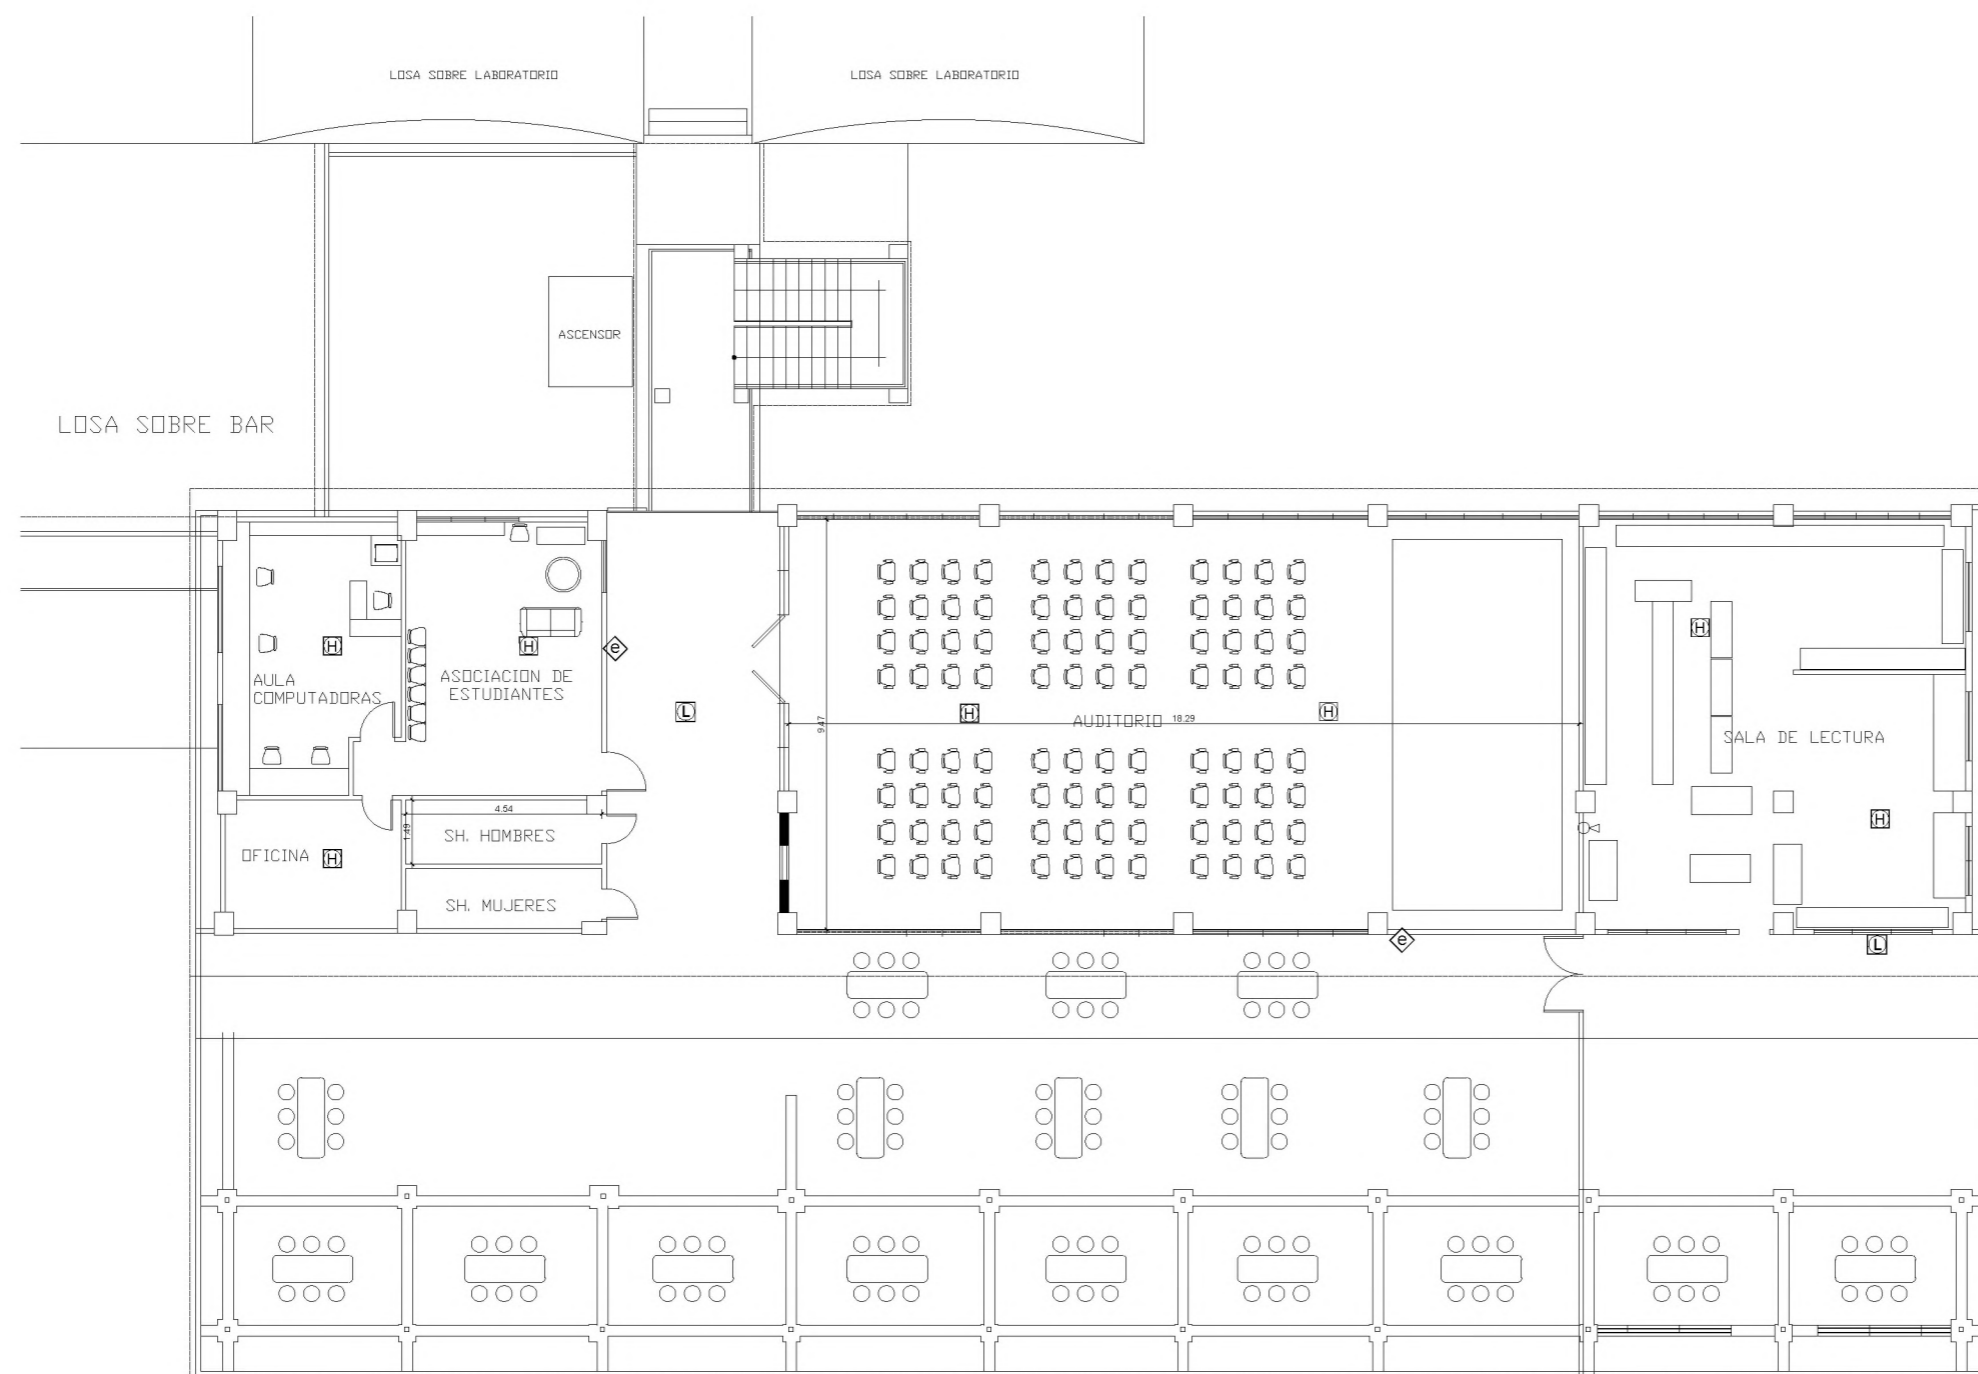 LOSA SOBRE LABORATORIO
LOSA SOBRE LABORATORIO
ASCENSOR
LOSA SOBRE BAR
H
H
e
H
AULA
COMPUTADORAS
ASOCIACION DE
ESTUDIANTES
L
H
AUDITORIO
18.29
H
9.47
SALA DE LECTURA
4.54
1.49
SH. HOMBRES
H
OFICINA
H
SH. MUJERES
e
L